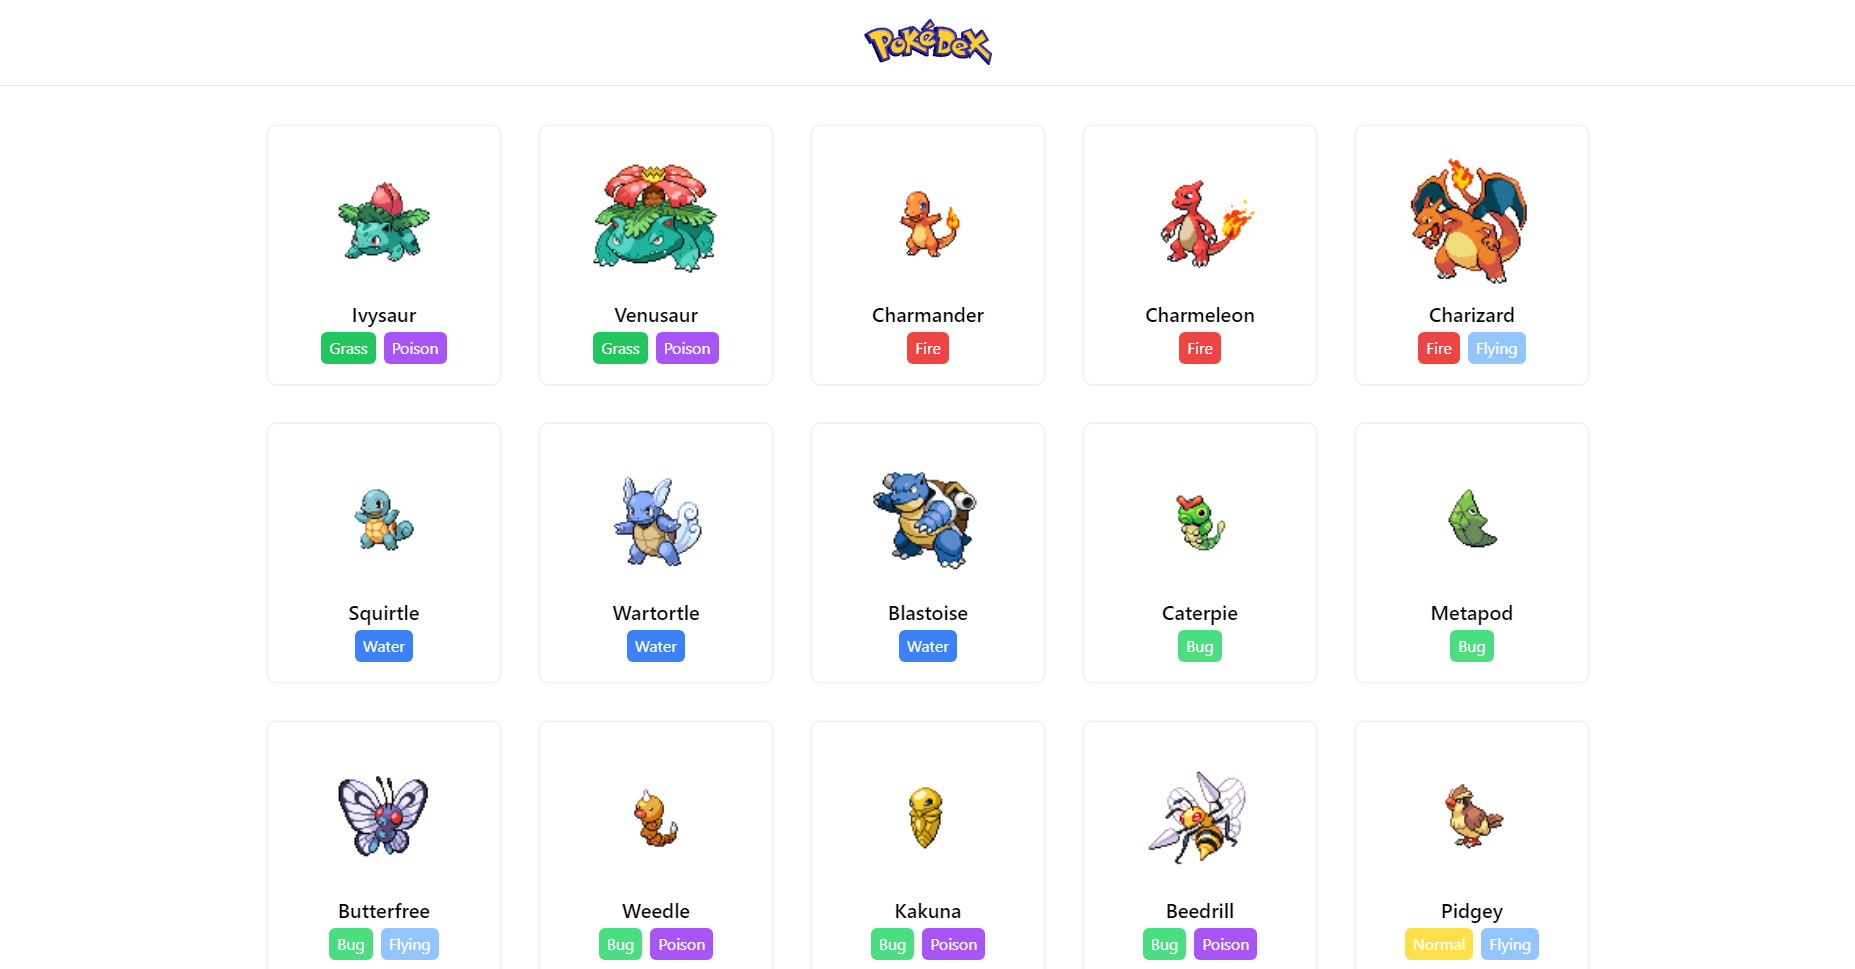 PokéDex
Ivysaur
Grass Poison
Venusaur
Grass Poison
Charmander
Fire
Charmeleon
Fire
Charizard
Fire Flying
Squirtle
Water
Wartortle
Water
Blastoise
Water
Caterpie
Bug
Metapod
Bug
Butterfree
Bug Flying
Weedle
Bug Poison
Kakuna
Bug Poison
Beedrill
Bug Poison
Pidgey
Normal Flying